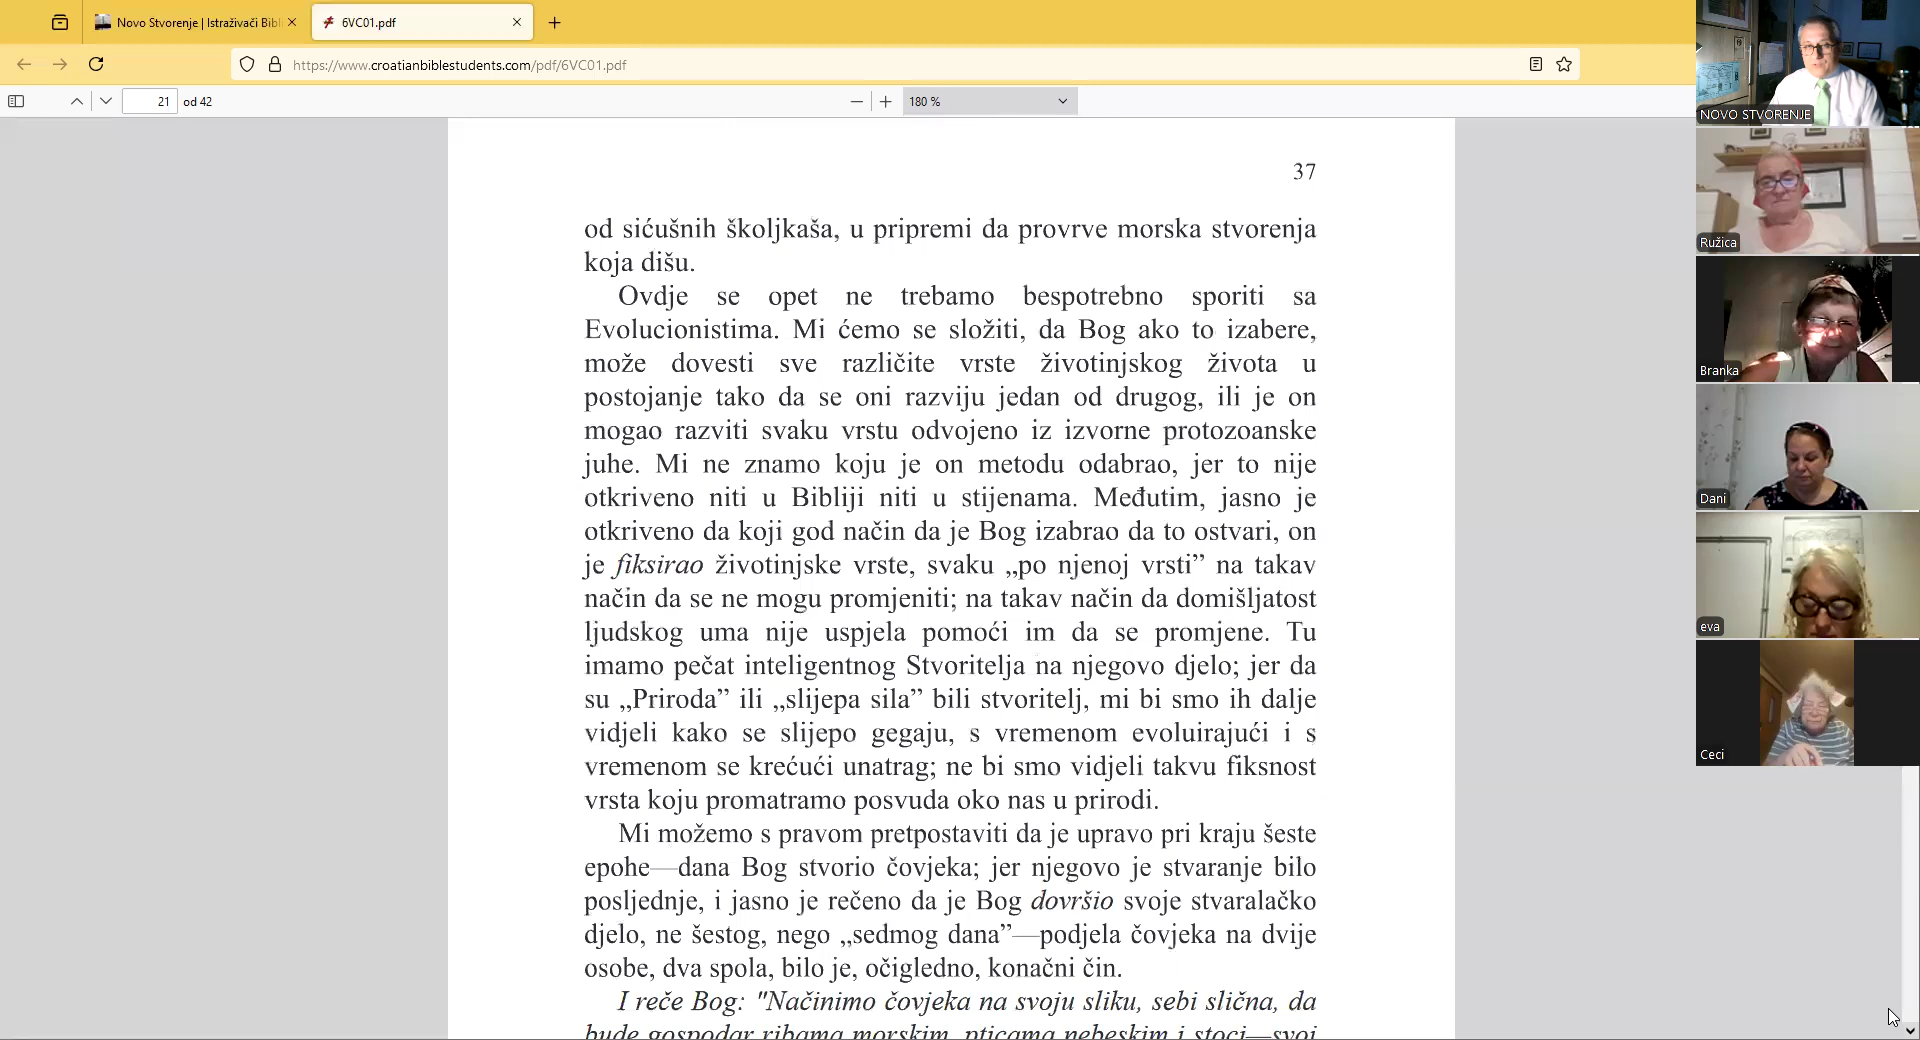 Novo Stvorenje | Istraživači Bibl
6VC01.pdf
https://www.croatianbiblestudents.com/pdf/6VC01.pdf
21 od 42
180 %
37
od sićušnih školjkaša, u pripremi da provrve morska stvorenja
koja dišu.
Ovdje se opet ne trebamo bespotrebno sporiti sa
Evolucionistima. Mi ćemo se složiti, da Bog ako to izabere,
može dovesti sve različite vrste životinjskog života u
postojanje tako da se oni razviju jedan od drugog, ili je on
mogao razviti svaku vrstu odvojeno iz izvorne protozoanske
juhe. Mi ne znamo koju je on metodu odabrao, jer to nije
otkriveno niti u Bibliji niti u stijenama. Međutim, jasno je
otkriveno da koji god način da je Bog izabrao da to ostvari, on
je fiksirao životinjske vrste, svaku „po njenoj vrsti” na takav
način da se ne mogu promjeniti; na takav način da domišljatost
ljudskog uma nije uspjela pomoći im da se promjene. Tu
imamo pečat inteligentnog Stvoritelja na njegovo djelo; jer da
su „Priroda” ili „slijepa sila” bili stvoritelj, mi bi smo ih dalje
vidjeli kako se slijepo gegaju, s vremenom evoluirajući i s
vremenom se krećući unatrag; ne bi smo vidjeli takvu fiksnost
vrsta koju promatramo posvuda oko nas u prirodi.
Mi možemo s pravom pretpostaviti da je upravo pri kraju šeste
epohe—dana Bog stvorio čovjeka; jer njegovo je stvaranje bilo
posljednje, i jasno je rečeno da je Bog dovršio svoje stvaralačko
djelo, ne šestog, nego „sedmog dana”—podjela čovjeka na dvije
osobe, dva spola, bilo je, očigledno, konačni čin.
I reče Bog: "Načinimo čovjeka na svoju sliku, sebi slična, da
bude gospodar ribama morskim, pticama nebeskim i stoci—svoj
NOVO STVORENJE
Ružica
Branka
Dani
eva
Ceci